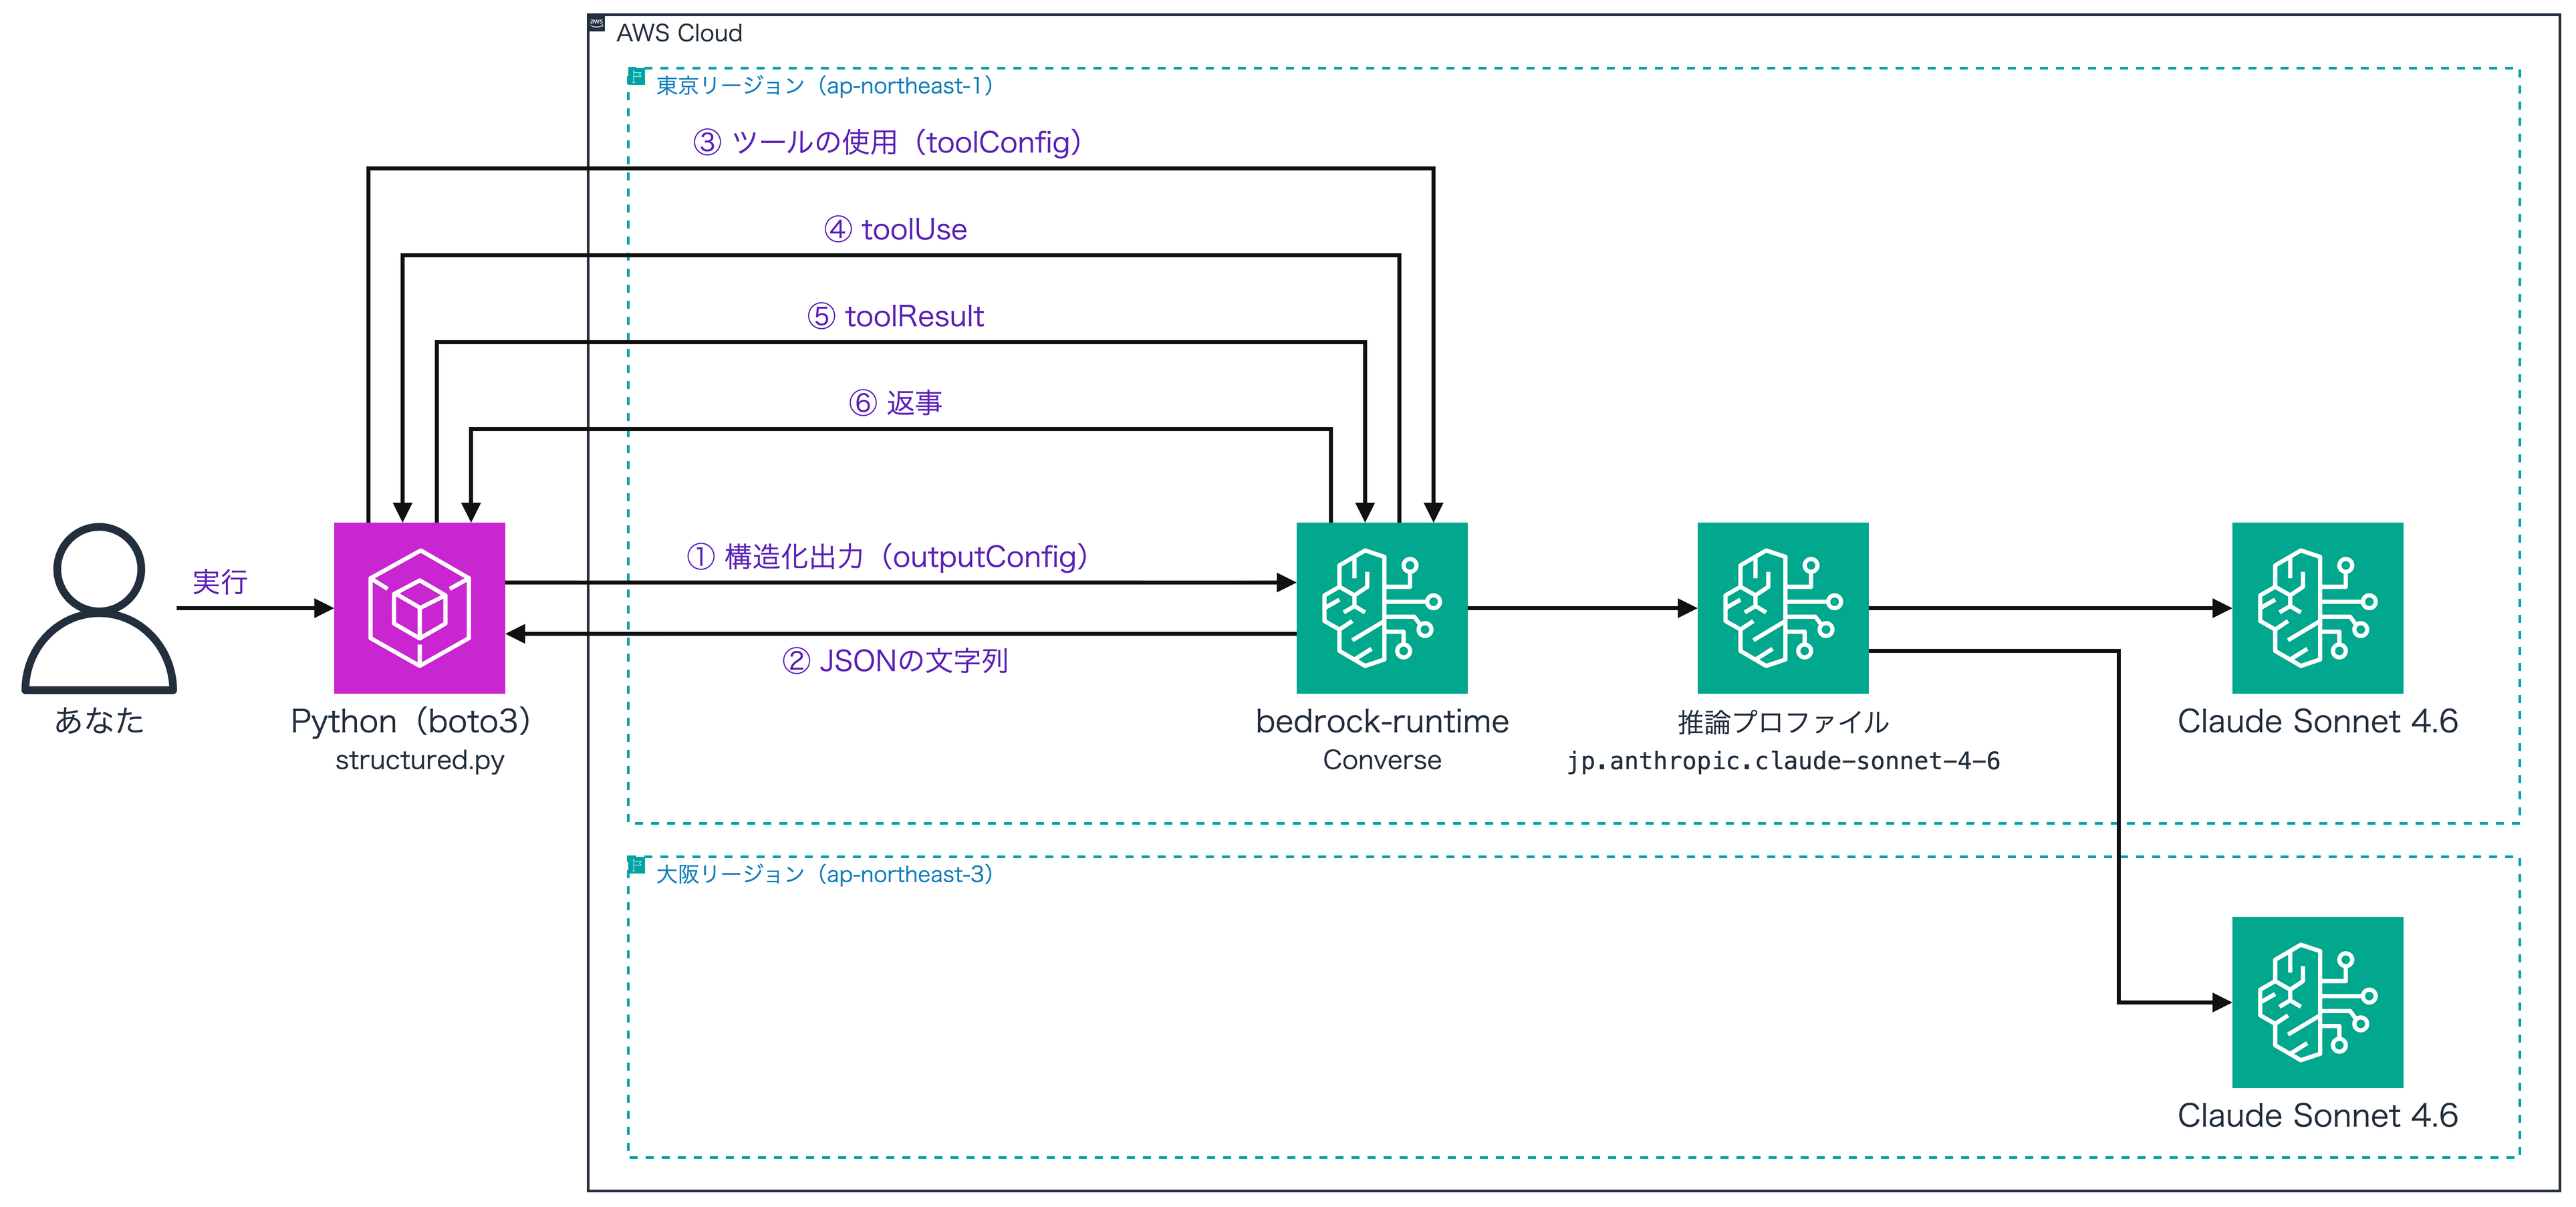 aws
AWS Cloud
東京リージョン（ap-northeast-1）
③ ツールの使用（toolConfig）
④ toolUse
⑤ toolResult
⑥ 返事
① 構造化出力（outputConfig）
実行
② JSONの文字列
あなた
Python（boto3）
structured.py
bedrock-runtime
Converse
推論プロファイル
jp.anthropic.claude-sonnet-4-6
Claude Sonnet 4.6
大阪リージョン（ap-northeast-3）
Claude Sonnet 4.6